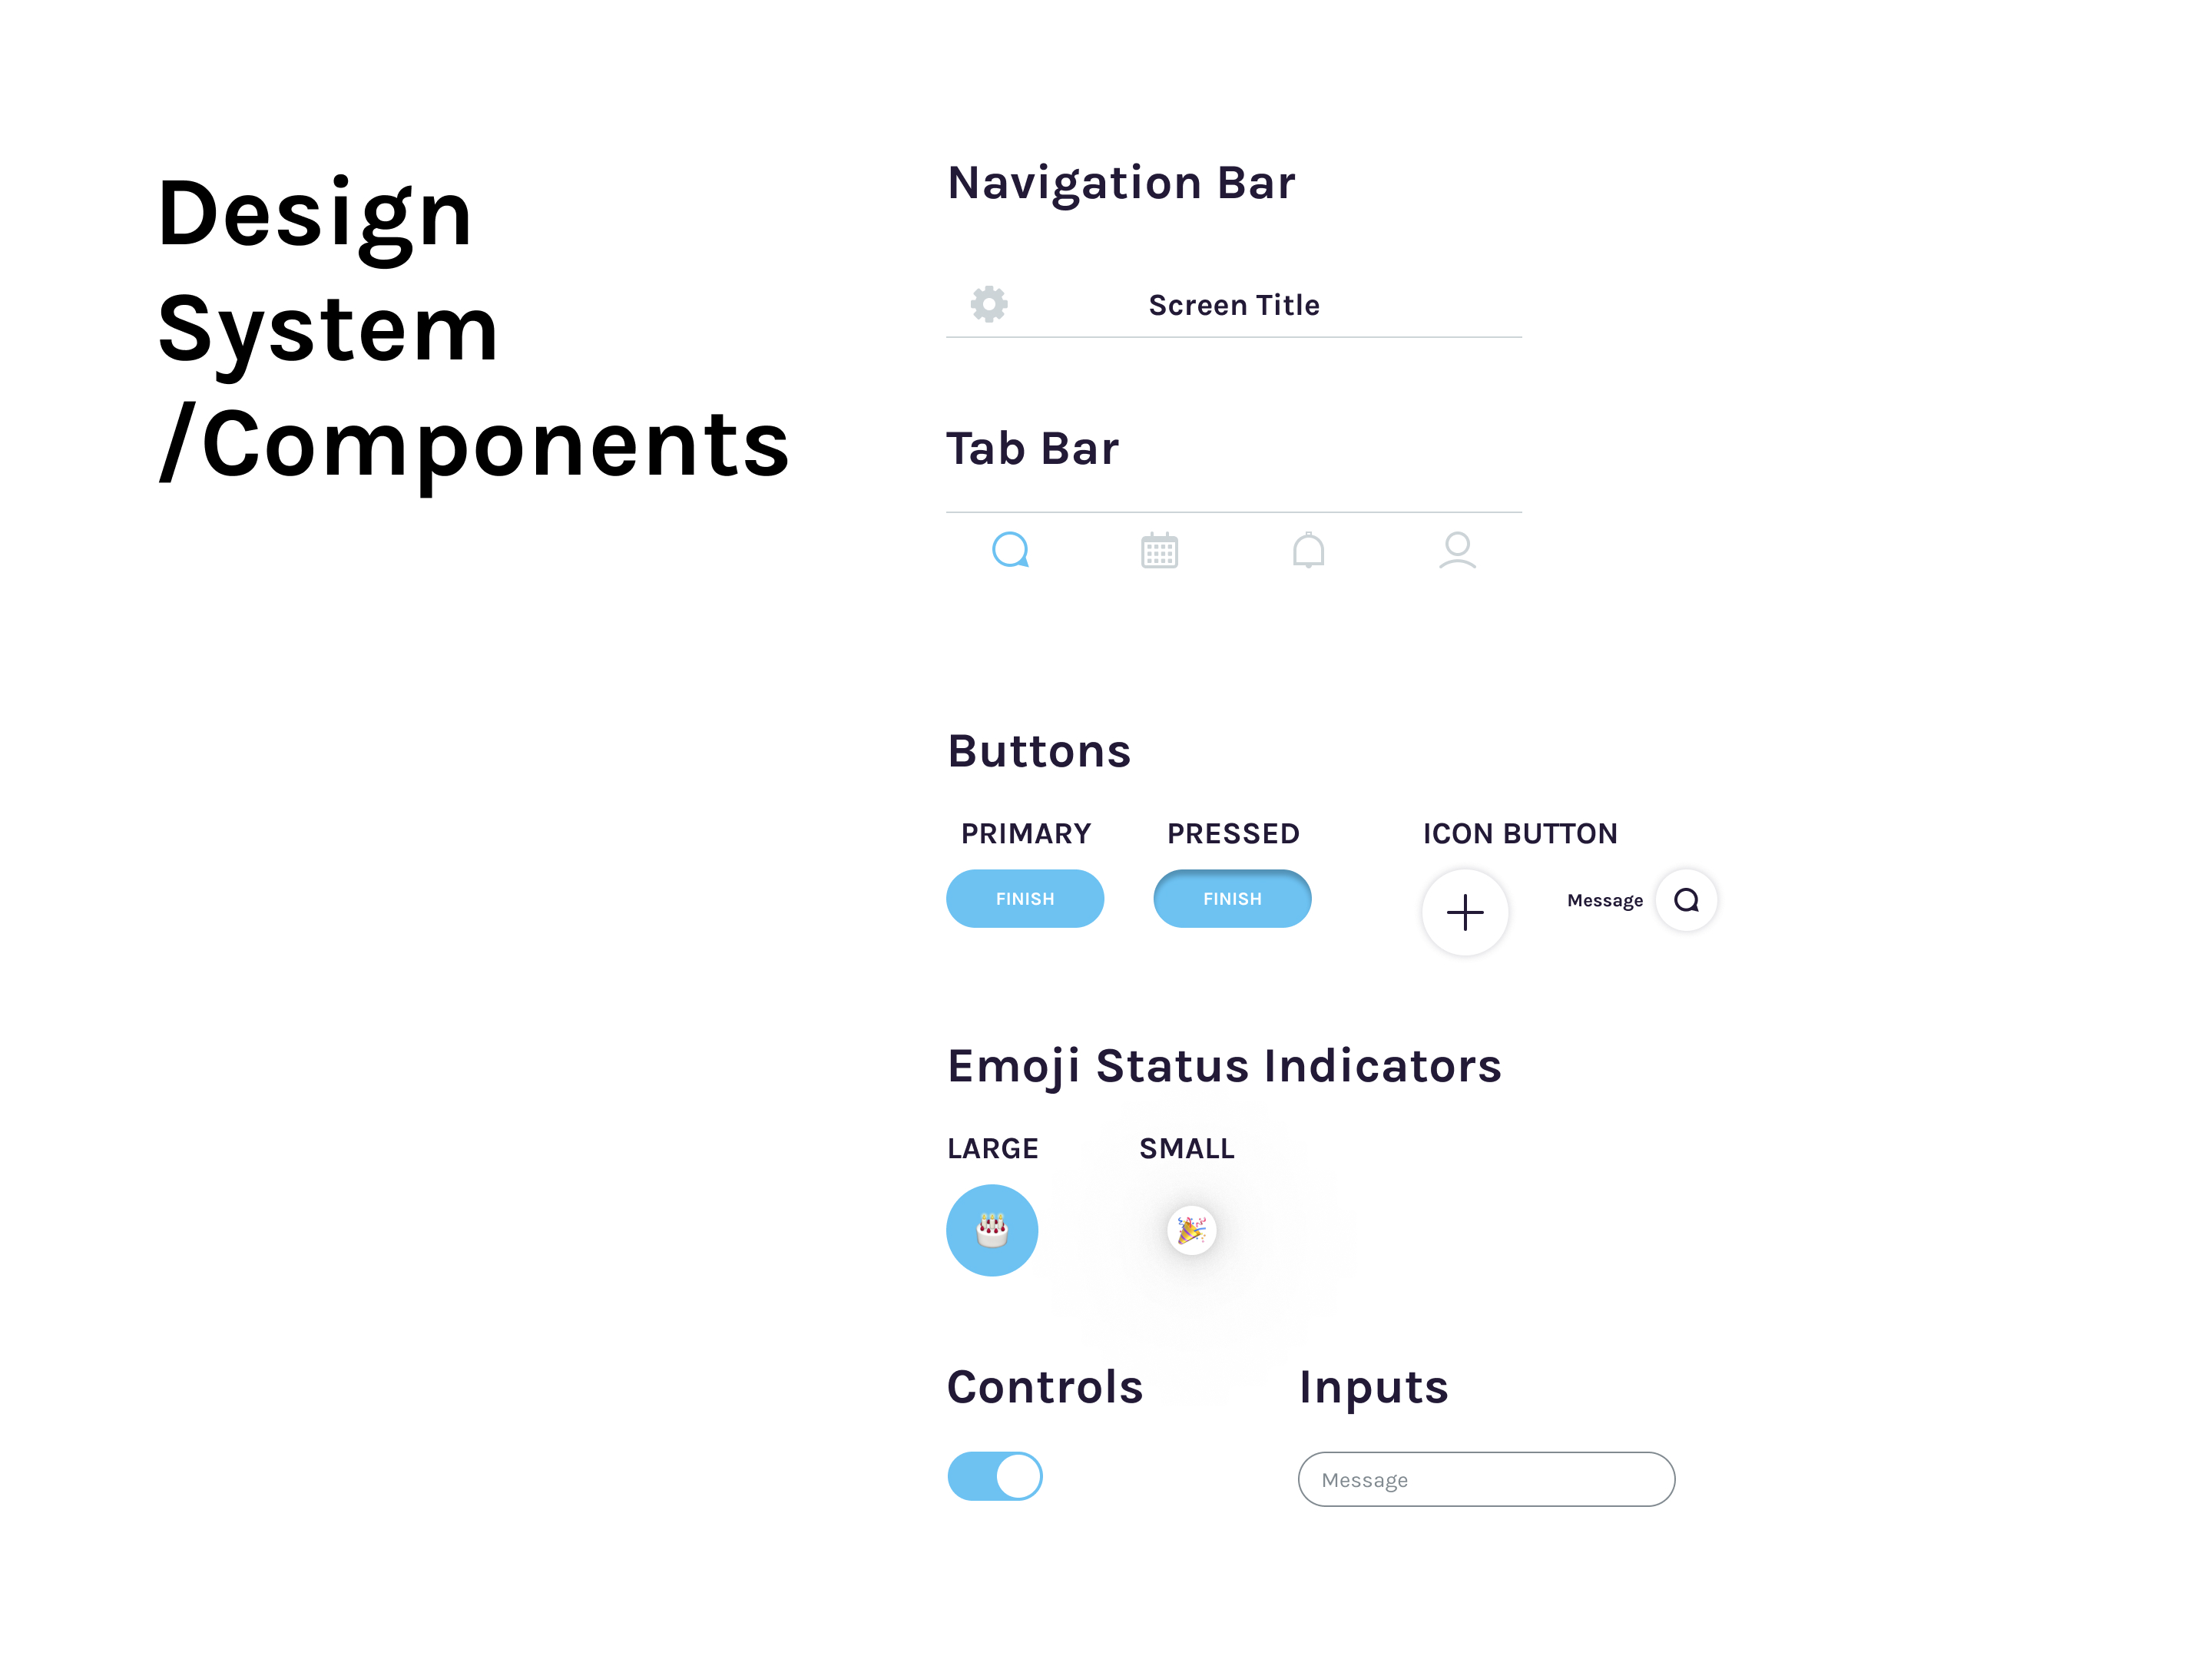 Design
System
/Components
Navigation Bar
Screen Title
Tab Bar
Buttons
PRIMARY
PRESSED
ICON BUTTON
FINISH
FINISH
Message
Emoji Status Indicators
LARGE
SMALL
Controls
Inputs
Message